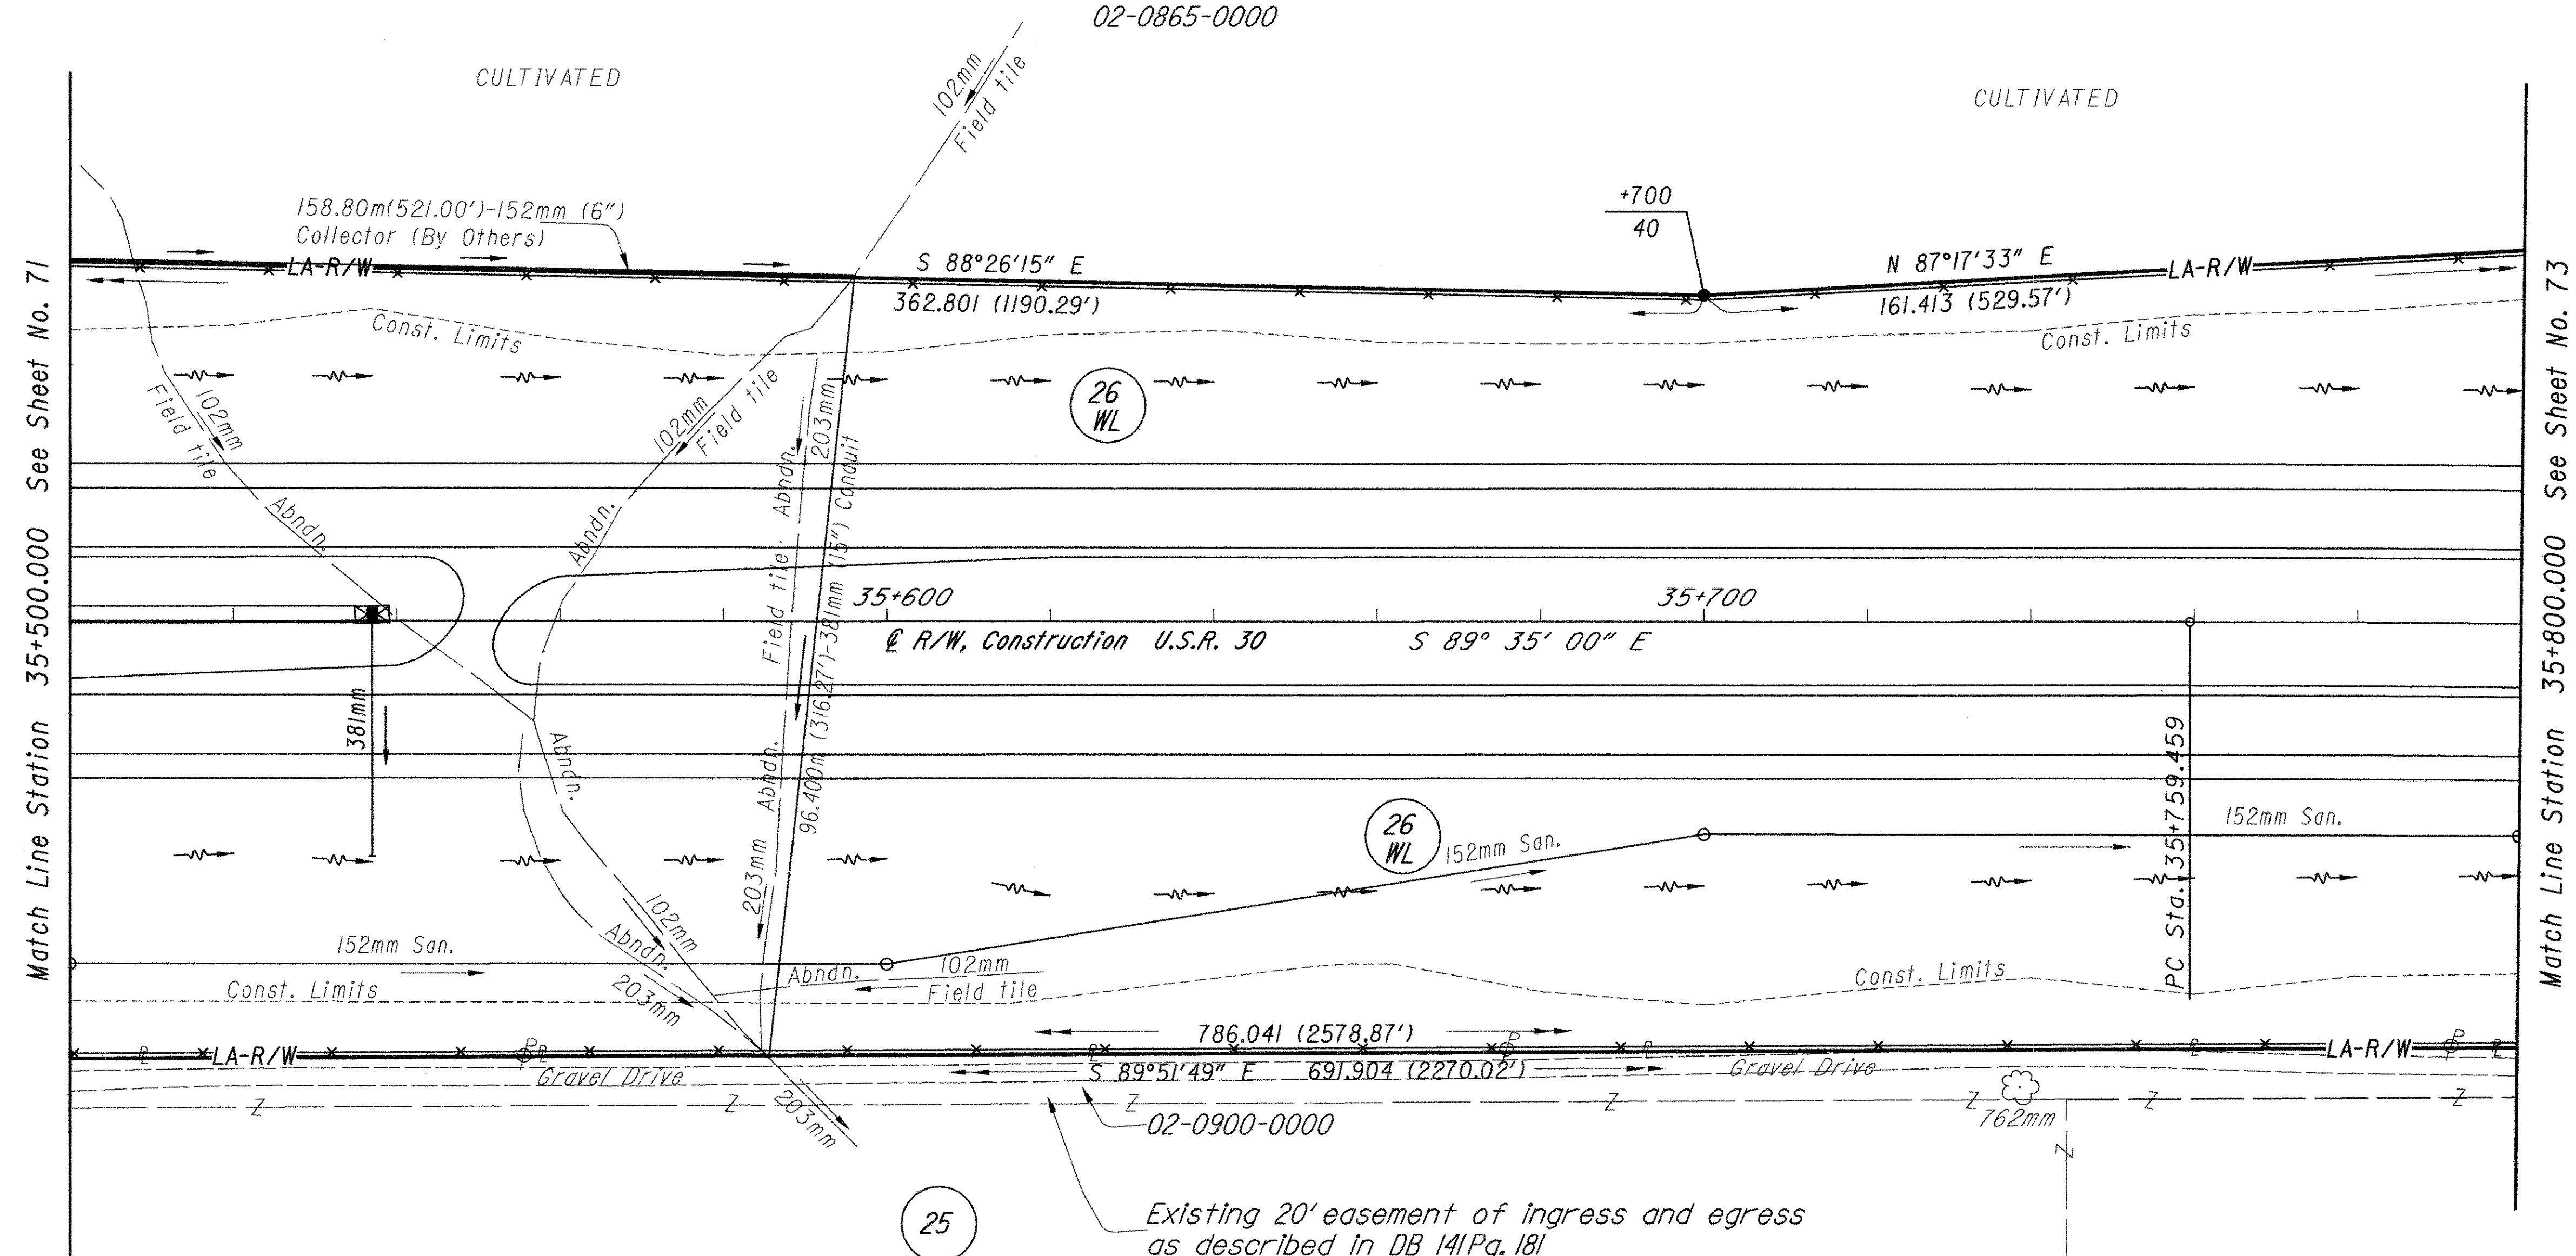 02-0865-0000
CULTIVATED
CULTIVATED
102mm
Field tile
158.80m(521.00')-152mm (6")
Collector (By Others)
+700
40
LA-R/W
S 88°26'15" E
362.801 (1190.29')
N 87°17'33" E
LA-R/W
161.413 (529.57')
Const. Limits
Const. Limits
Match Line Station 35+500.000 See Sheet No. 71
Match Line Station 35+800.000 See Sheet No. 73
102mm
Field tile
102mm
Field tile
203mm
26
WL
Abndn.
Abndn.
Field tile Abndn.
96.400m (316.27')-381mm (15") Conduit
35+600
35+700
℄ R/W, Construction U.S.R. 30
S 89° 35' 00" E
381mm
Abndn.
203mm Abndn.
PC Sta. 35+759.459
26
WL
152mm San.
152mm San.
102mm
Abndn.
203mm
152mm San.
Abndn.
102mm
Field tile
Const. Limits
Const. Limits
786.041 (2578.87')
P
P
LA-R/W
LA-R/W
S 89°51'49" E 691.904 (2270.02')
Gravel Drive
Gravel Drive
203mm
762mm
02-0900-0000
25
Existing 20' easement of ingress and egress
as described in DB 141 Pg. 181